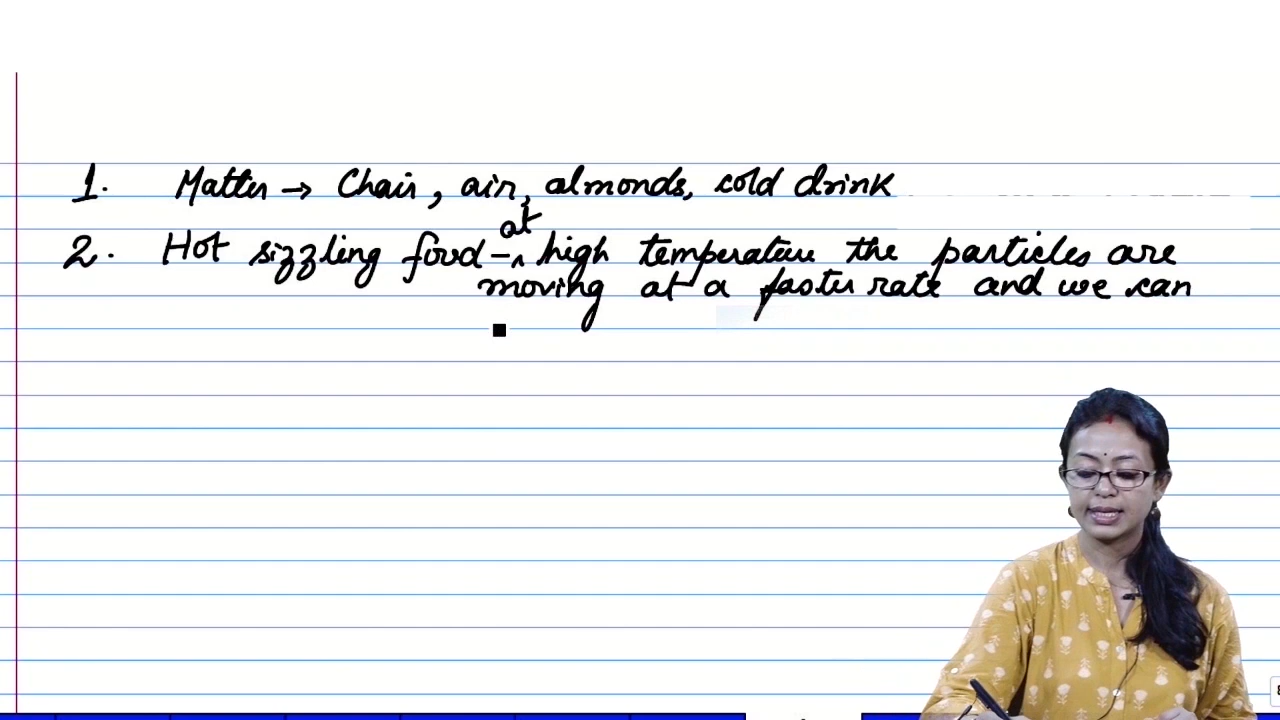 1. Matter → Chair, air, almonds, cold drink
2. Hot sizzling food - at high temperature the particles are
moving at a faster rate and we can